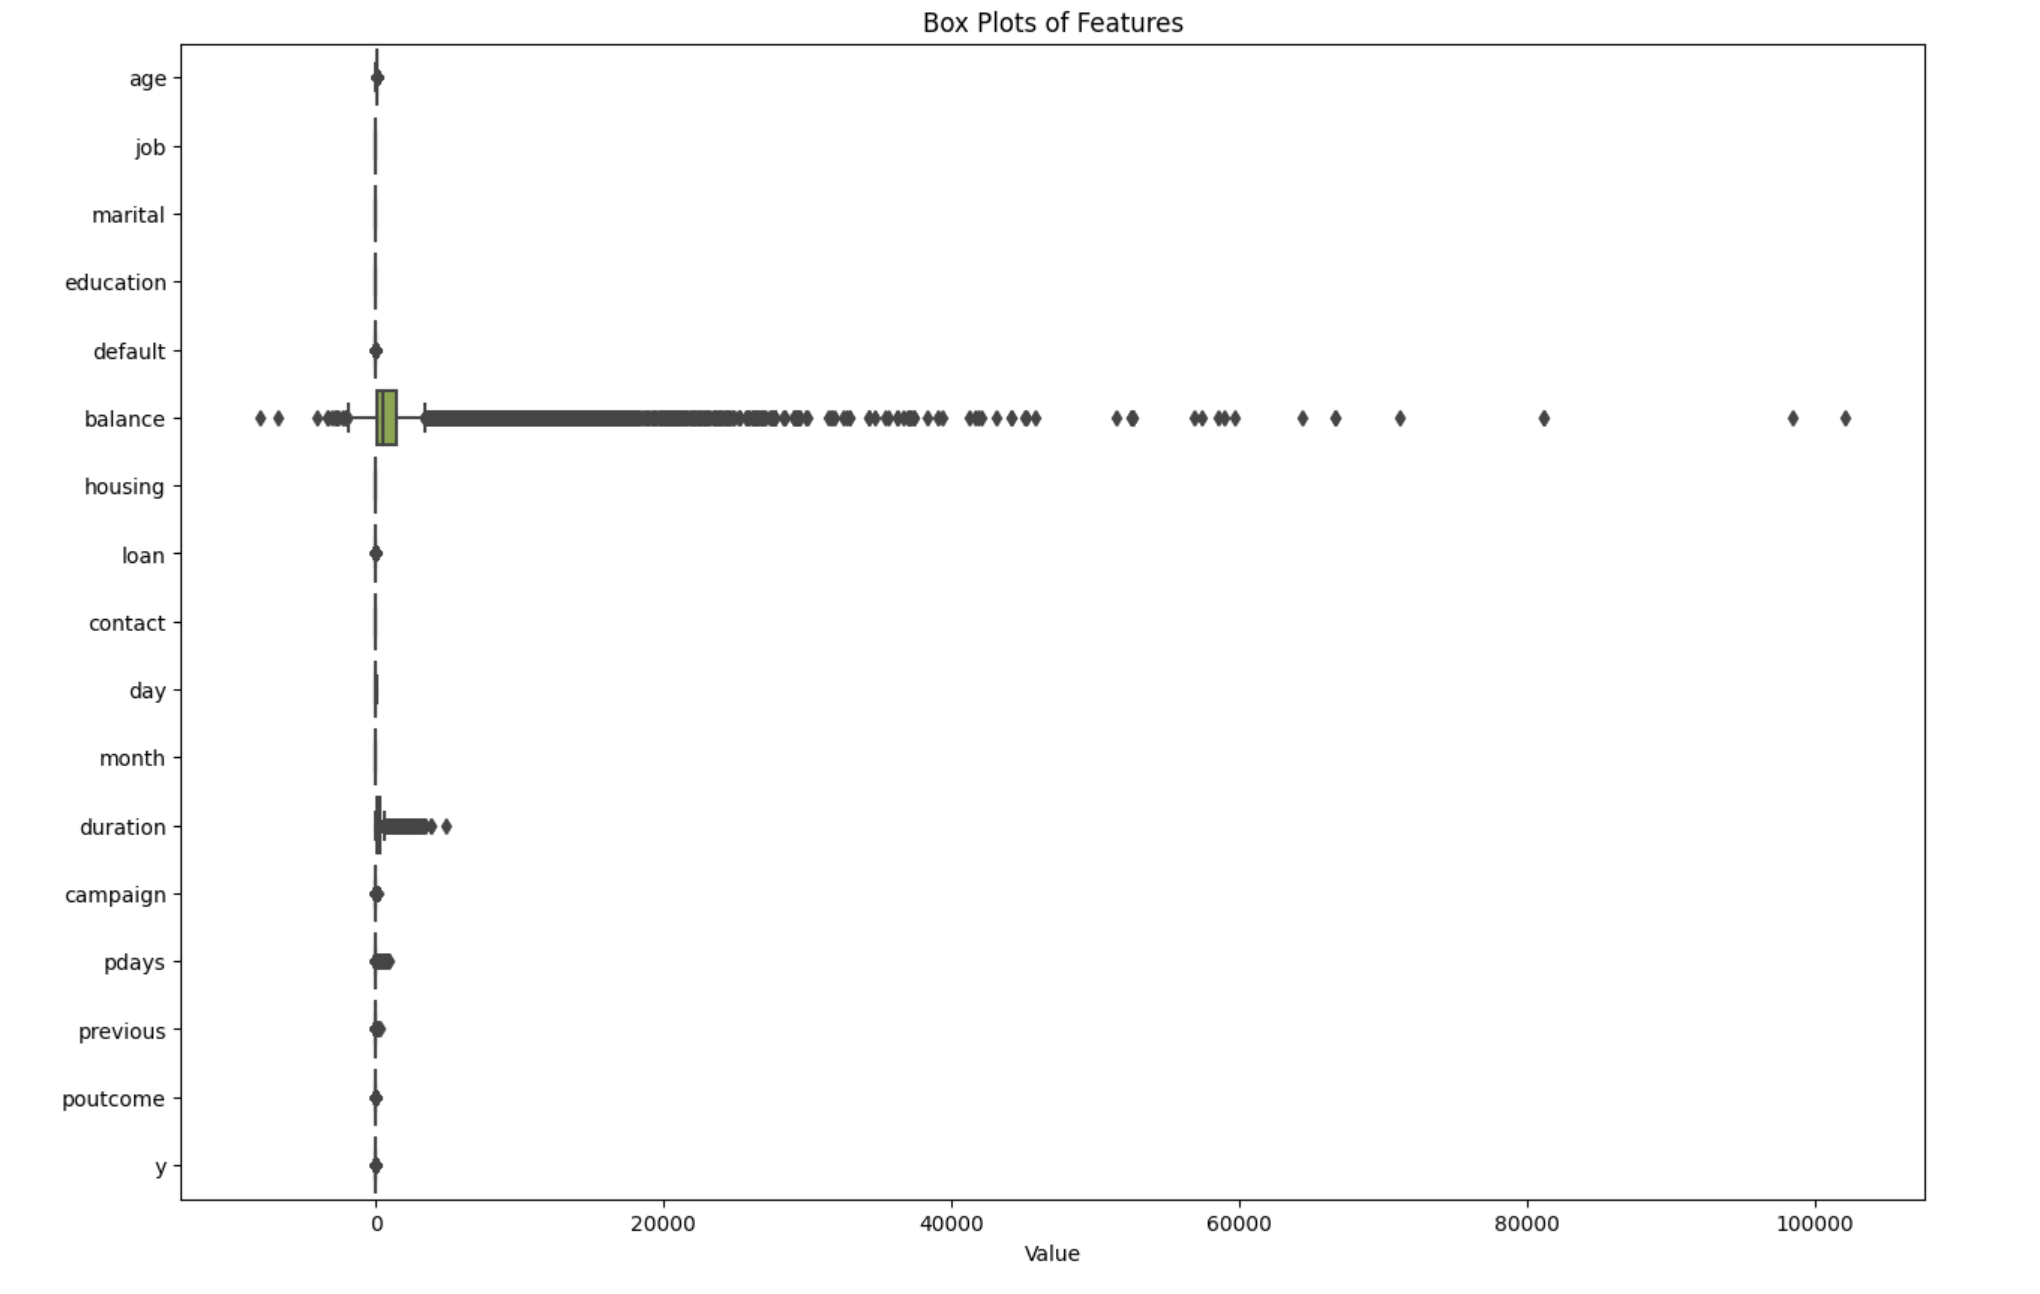 Box Plots of Features
age
job
marital
education
default
balance
housing
loan
contact
day
month
duration
campaign
pdays
previous
poutcome
y
0 20000 40000 60000 80000 100000
Value